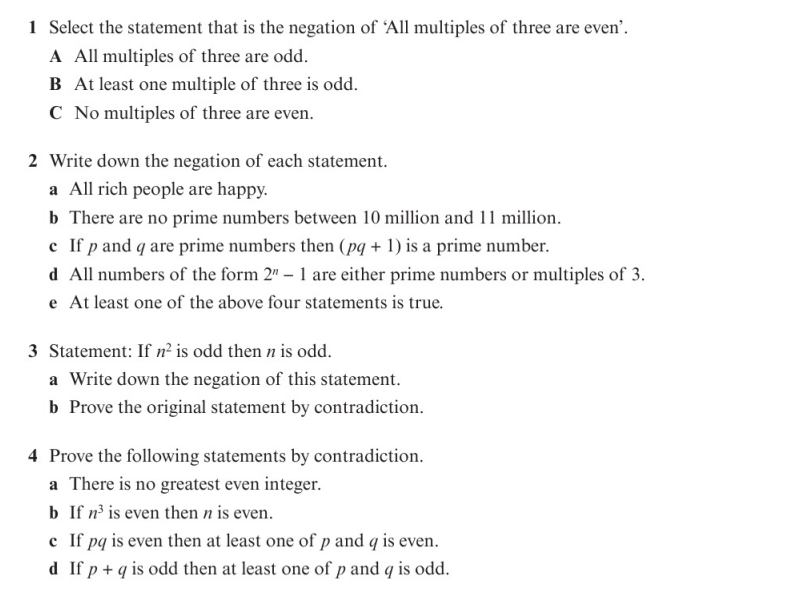 1 Select the statement that is the negation of ‘All multiples of three are even’.
A All multiples of three are odd.
B At least one multiple of three is odd.
C No multiples of three are even.
2 Write down the negation of each statement.
a All rich people are happy.
b There are no prime numbers between 10 million and 11 million.
c If p and q are prime numbers then (pq + 1) is a prime number.
d All numbers of the form 2ⁿ – 1 are either prime numbers or multiples of 3.
e At least one of the above four statements is true.
3 Statement: If n² is odd then n is odd.
a Write down the negation of this statement.
b Prove the original statement by contradiction.
4 Prove the following statements by contradiction.
a There is no greatest even integer.
b If n³ is even then n is even.
c If pq is even then at least one of p and q is even.
d If p + q is odd then at least one of p and q is odd.